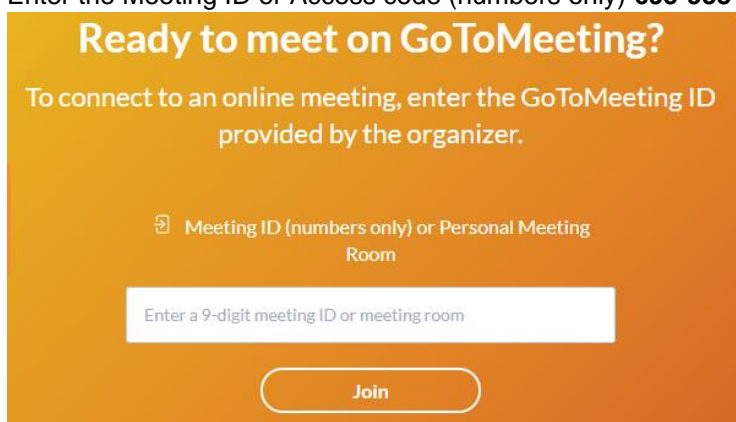 Enter the Meeting ID or Access code (numbers only)
Ready to meet on GoToMeeting?
To connect to an online meeting, enter the GoToMeeting ID
provided by the organizer.
Meeting ID (numbers only) or Personal Meeting
Room
Enter a 9-digit meeting ID or meeting room
Join